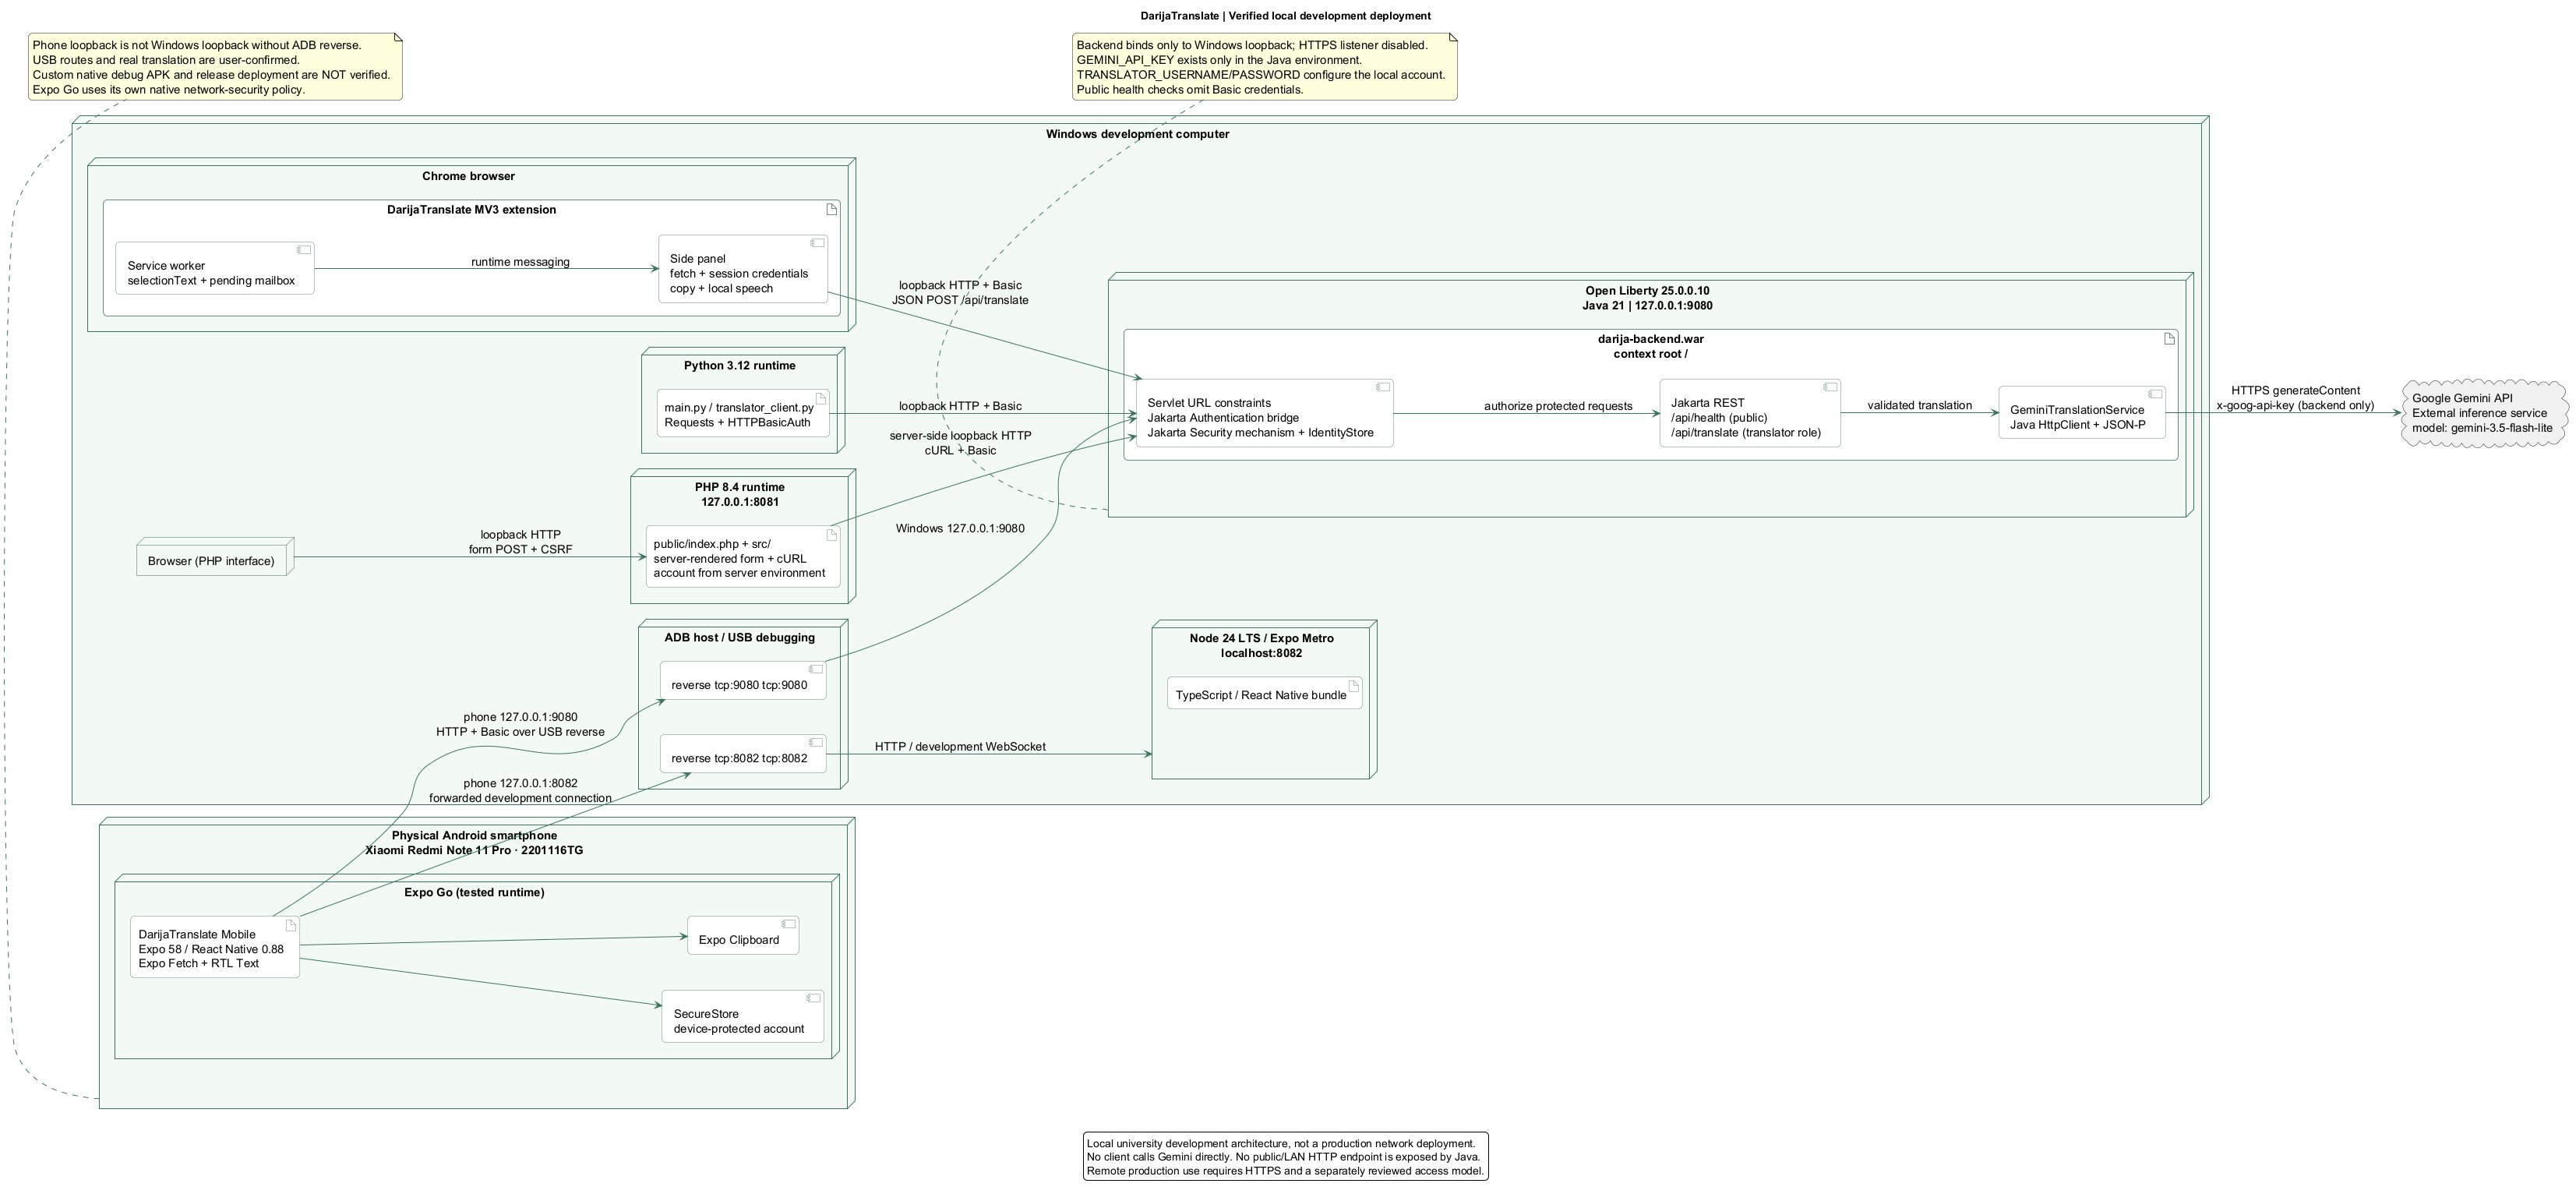 DarijaTranslate | Verified local development deployment
Phone loopback is not Windows loopback without ADB reverse.
USB routes and real translation are user-confirmed.
Custom native debug APK and release deployment are NOT verified.
Expo Go uses its own native network-security policy.
Backend binds only to Windows loopback; HTTPS listener disabled.
GEMINI_API_KEY exists only in the Java environment.
TRANSLATOR_USERNAME/PASSWORD configure the local account.
Public health checks omit Basic credentials.
Windows development computer
Chrome browser
DarijaTranslate MV3 extension
Service worker
selectionText + pending mailbox
runtime messaging
Side panel
fetch + session credentials
copy + local speech
loopback HTTP + Basic
JSON POST /api/translate
Open Liberty 25.0.0.10
Java 21 | 127.0.0.1:9080
darija-backend.war
context root /
Servlet URL constraints
Jakarta Authentication bridge
Jakarta Security mechanism + IdentityStore
authorize protected requests
Jakarta REST
/api/health (public)
/api/translate (translator role)
validated translation
GeminiTranslationService
Java HttpClient + JSON-P
HTTPS generateContent
x-goog-api-key (backend only)
Google Gemini API
External inference service
model: gemini-3.5-flash-lite
Python 3.12 runtime
main.py / translator_client.py
Requests + HTTPBasicAuth
loopback HTTP + Basic
server-side loopback HTTP
cURL + Basic
PHP 8.4 runtime
127.0.0.1:8081
public/index.php + src/
server-rendered form + cURL
account from server environment
Browser (PHP interface)
loopback HTTP
form POST + CSRF
Windows 127.0.0.1:9080
ADB host / USB debugging
reverse tcp:9080 tcp:9080
reverse tcp:8082 tcp:8082
HTTP / development WebSocket
Node 24 LTS / Expo Metro
localhost:8082
TypeScript / React Native bundle
phone 127.0.0.1:9080
HTTP + Basic over USB reverse
phone 127.0.0.1:8082
forwarded development connection
Physical Android smartphone
Xiaomi Redmi Note 11 Pro · 2201116TG
Expo Go (tested runtime)
DarijaTranslate Mobile
Expo 58 / React Native 0.88
Expo Fetch + RTL Text
Expo Clipboard
SecureStore
device-protected account
Local university development architecture, not a production network deployment.
No client calls Gemini directly. No public/LAN HTTP endpoint is exposed by Java.
Remote production use requires HTTPS and a separately reviewed access model.